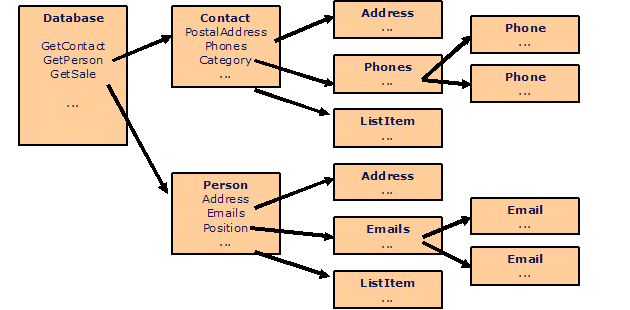 Database
GetContact
GetPerson
GetSale
...
Contact
PostalAddress
Phones
Category
...
Address
...
Phones
...
ListItem
...
Phone
...
Phone
...
Person
Address
Emails
Position
...
Address
...
Emails
...
ListItem
...
Email
...
Email
...